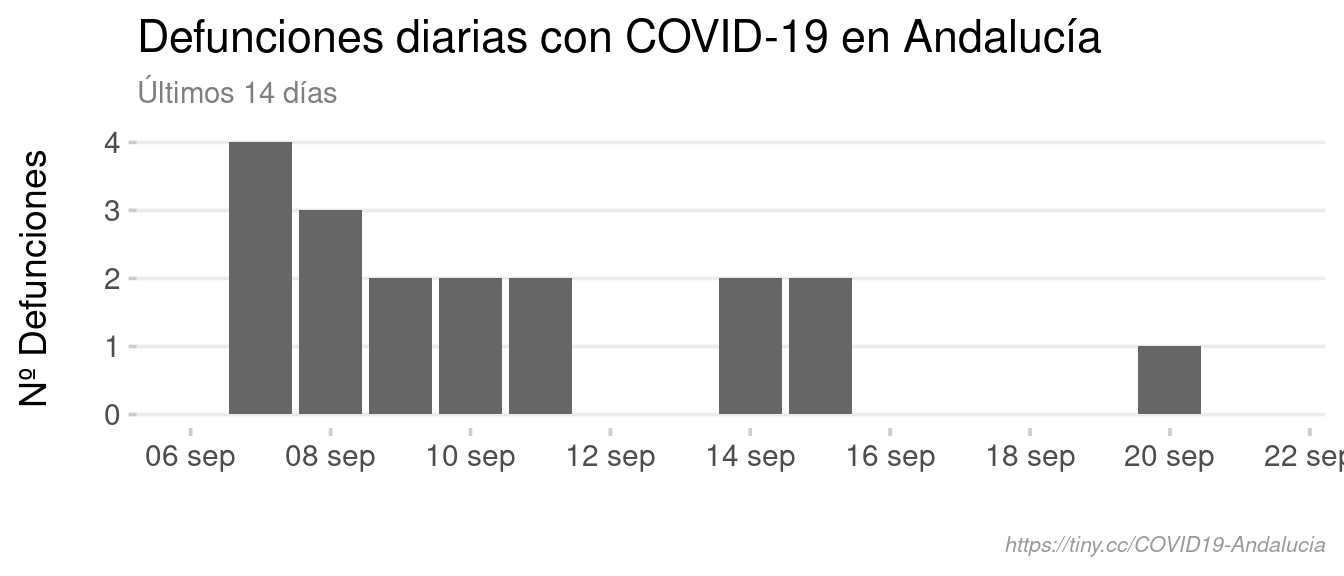 Defunciones diarias con COVID-19 en Andalucía
Últimos 14 días
Nº Defunciones
4
3
2
1
0
06 sep 08 sep 10 sep 12 sep 14 sep 16 sep 18 sep 20 sep 22 sep
https://tiny.cc/COVID19-Andalucia